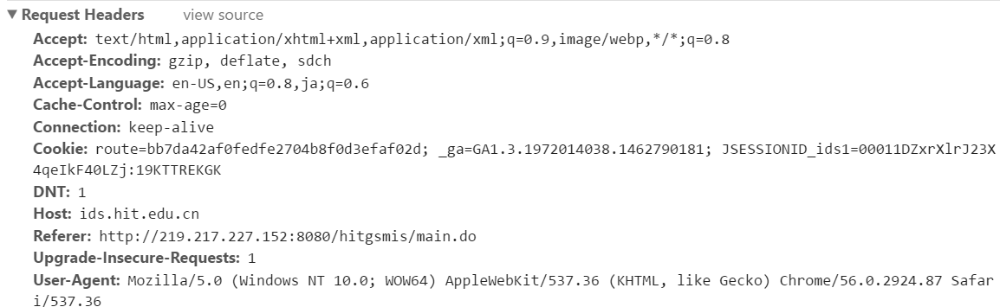 Request Headers view source
Accept: text/html,application/xhtml+xml,application/xml;q=0.9,image/webp,*/*;q=0.8
Accept-Encoding: gzip, deflate, sdch
Accept-Language: en-US,en;q=0.8,ja;q=0.6
Cache-Control: max-age=0
Connection: keep-alive
Cookie: route=bb7da42af0fedfe2704b8f0d3efaf02d; _ga=GA1.3.1972014038.1462790181; JSESSIONID_ids1=00011DZxrXlrJ23X
4qeIkF40LZj:19KTTREKGK
DNT: 1
Host: ids.hit.edu.cn
Referer: http://219.217.227.152:8080/hitgsmis/main.do
Upgrade-Insecure-Requests: 1
User-Agent: Mozilla/5.0 (Windows NT 10.0; WOW64) AppleWebKit/537.36 (KHTML, like Gecko) Chrome/56.0.2924.87 Safar
i/537.36